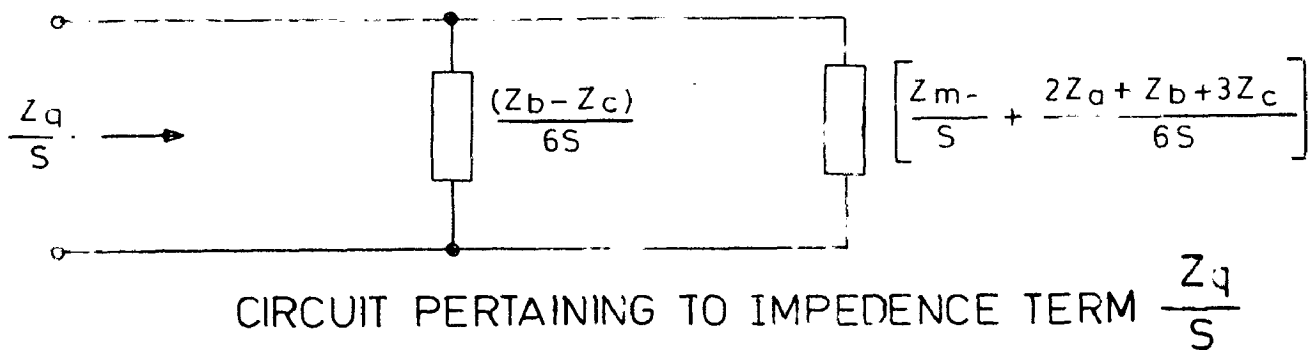 Zq/S
(Zb-Zc)/6S
[Zm-/S + 2Za+Zb+3Zc/6S]
CIRCUIT PERTAINING TO IMPEDENCE TERM Zq/S